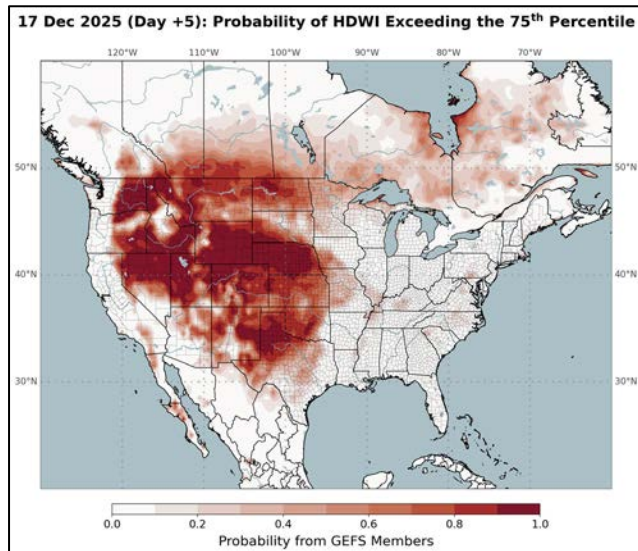 17 Dec 2025 (Day +5): Probability of HDWI Exceeding the 75th Percentile
120°W 110°W 100°W 90°W 80°W 70°W
50°N 50°N
40°N 40°N
30°N 30°N
0.0 0.2 0.4 0.6 0.8 1.0
Probability from GEFS Members